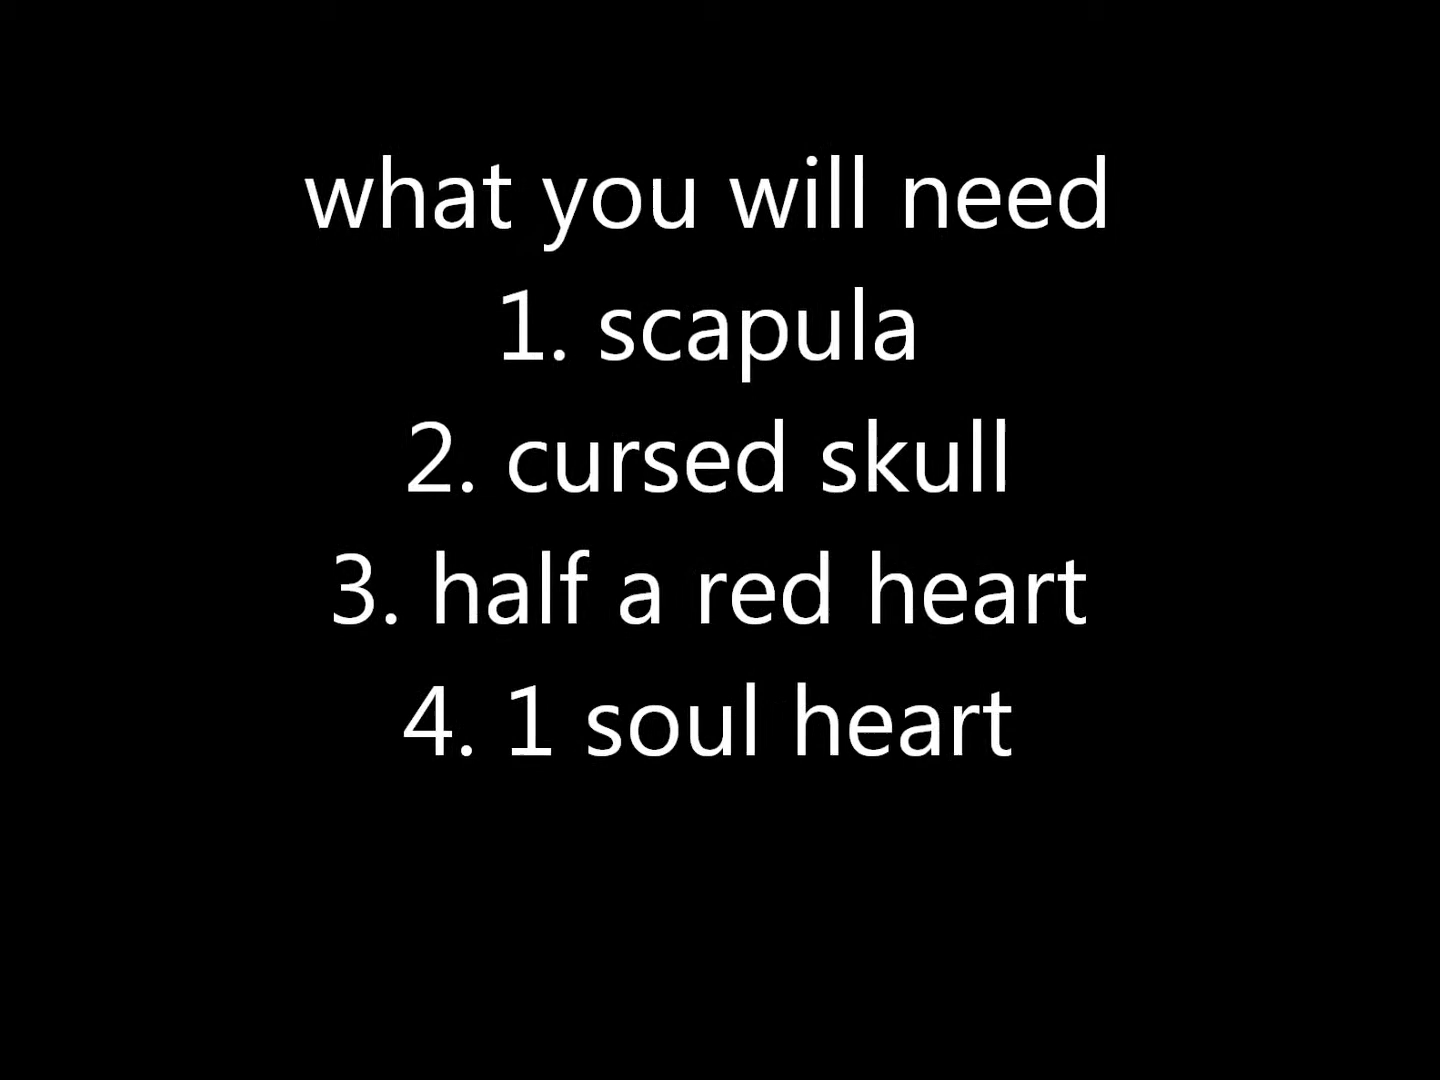 what you will need
1. scapula
2. cursed skull
3. half a red heart
4. 1 soul heart